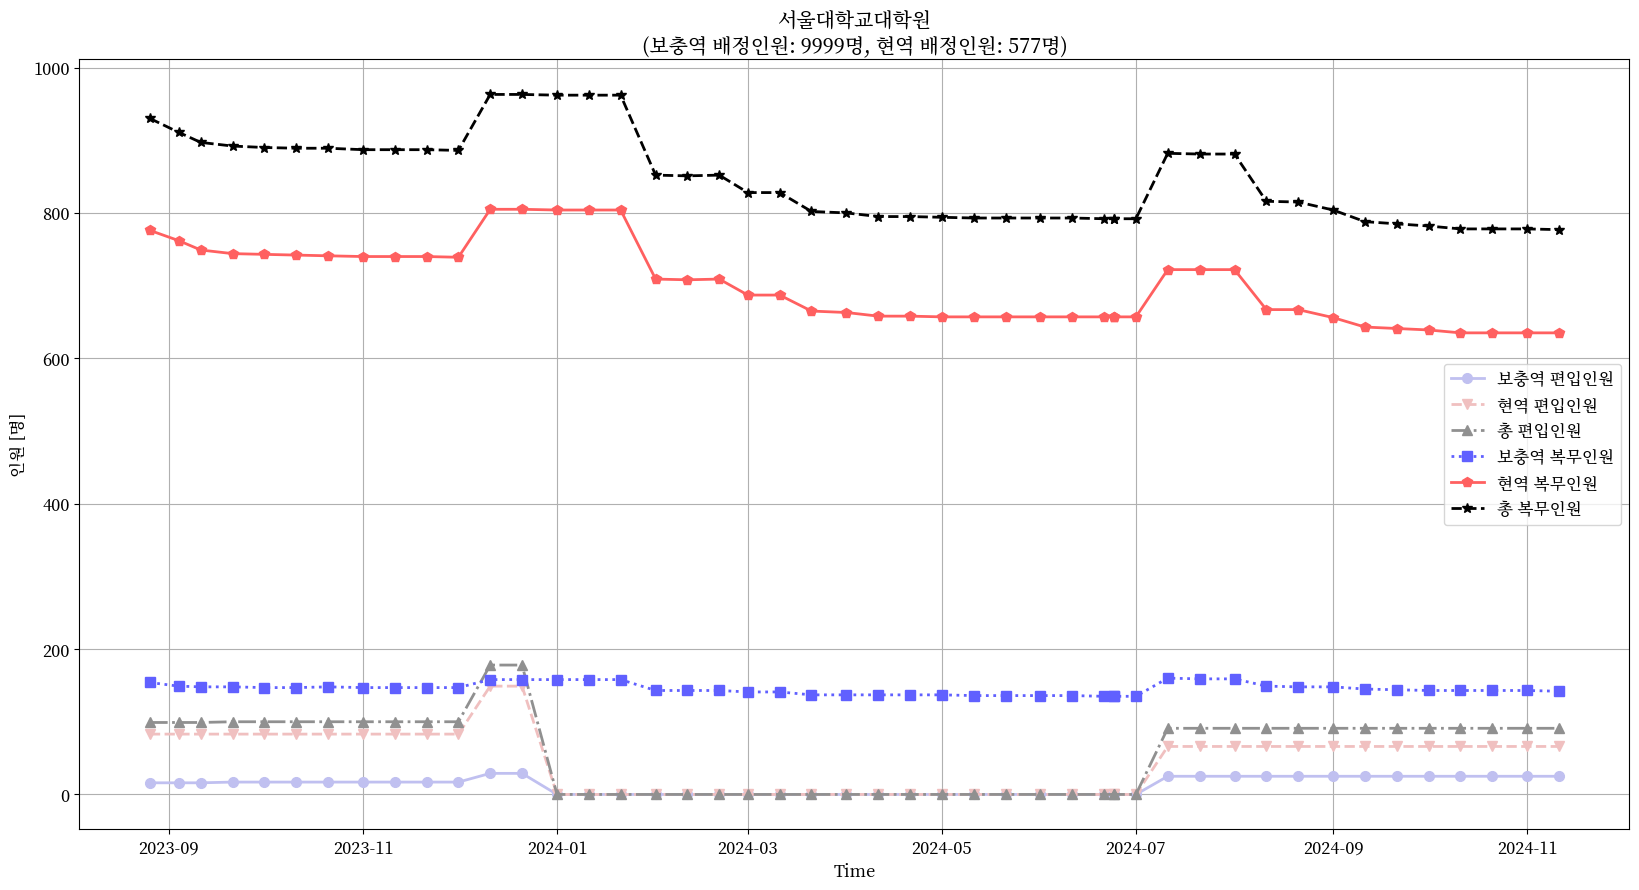 서울대학교대학원
(보충역 배정인원: 9999명, 현역 배정인원: 577명)
1000
800
600
400
200
0
인원 [명]
보충역 편입인원
현역 편입인원
총 편입인원
보충역 복무인원
현역 복무인원
총 복무인원
2023-09
2023-11
2024-01
2024-03
2024-05
2024-07
2024-09
2024-11
Time